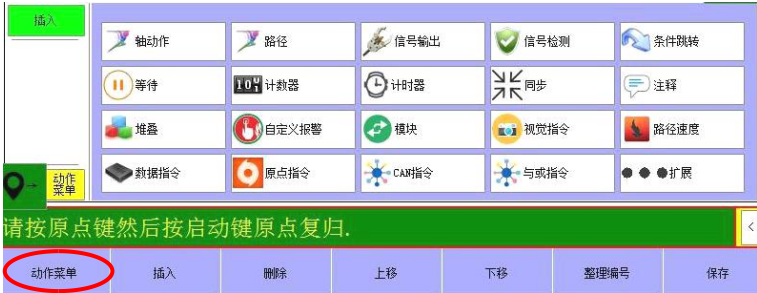 插入
轴动作 路径 信号输出 信号检测 条件跳转
等待 计数器 计时器 同步 注释
堆叠 自定义报警 模块 视觉指令 路径速度
数据指令 原点指令 CAN指令 与或指令 扩展
动作
菜单
请按原点键然后按启动键原点复归.
<
动作菜单 插入 删除 上移 下移 整理编号 保存